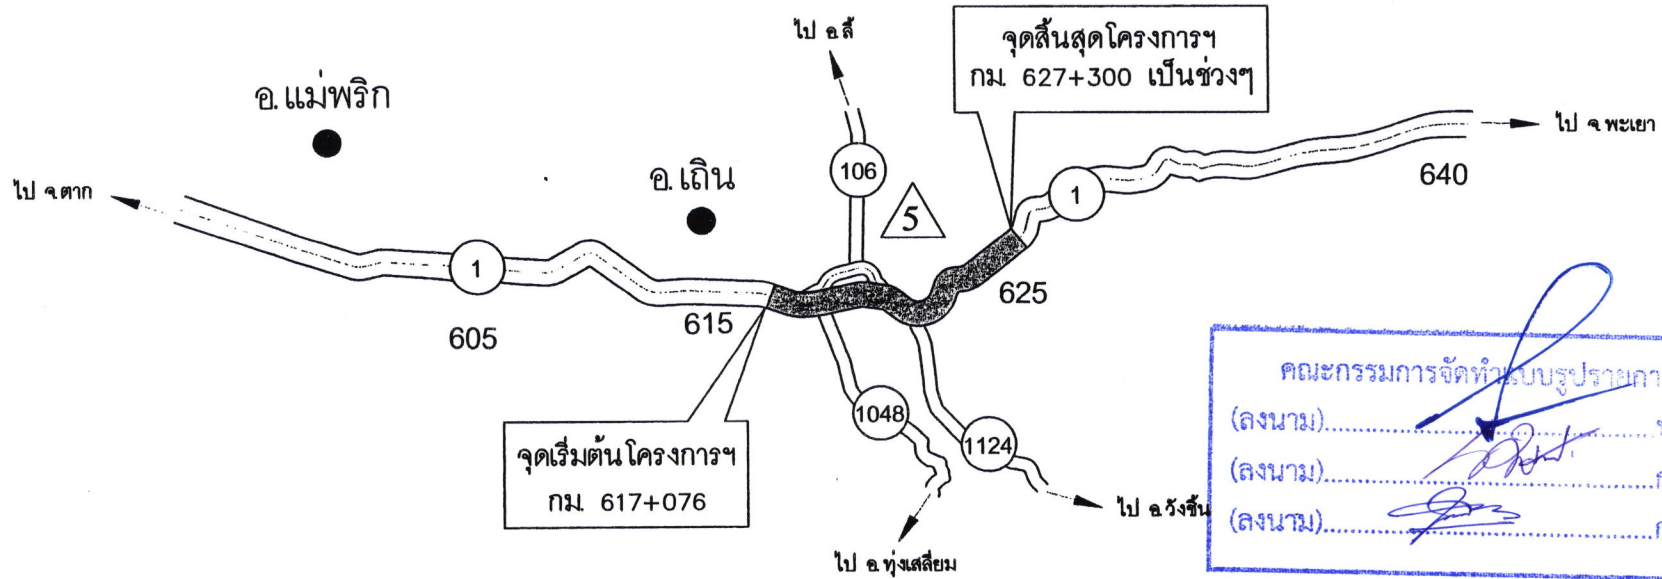 ไป อ.ลี้
จุดสิ้นสุดโครงการฯ
กม. 627+300 เป็นช่วงๆ
อ.แม่พริก
ไป จ.พะเยา
106
อ.เถิน
640
ไป จ.ตาก
5
1
1
625
615
605
คณะกรรมการจัดทำแบบรูปรายกา
(ลงนาม)
1048
จุดเริ่มต้นโครงการฯ
1124
(ลงนาม)
กม. 617+076
ไป อ.วังชิ้น
(ลงนาม)
ไป อ.ทุ่งเสลี่ยม